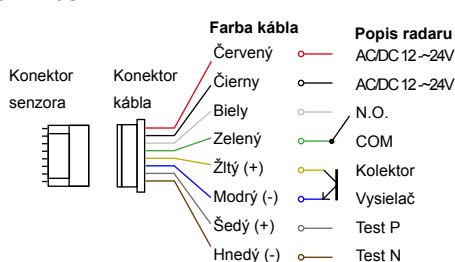 Farba kábla Popis radaru
Konektor senzora
Konektor kábla
Červený AC/DC 12 -~24V
Čierny AC/DC 12 -~24V
Biely N.O.
Zelený COM
Žltý (+) Kolektor
Modrý (-) Vysielač
Šedý (+) Test P
Hnedý (-) Test N